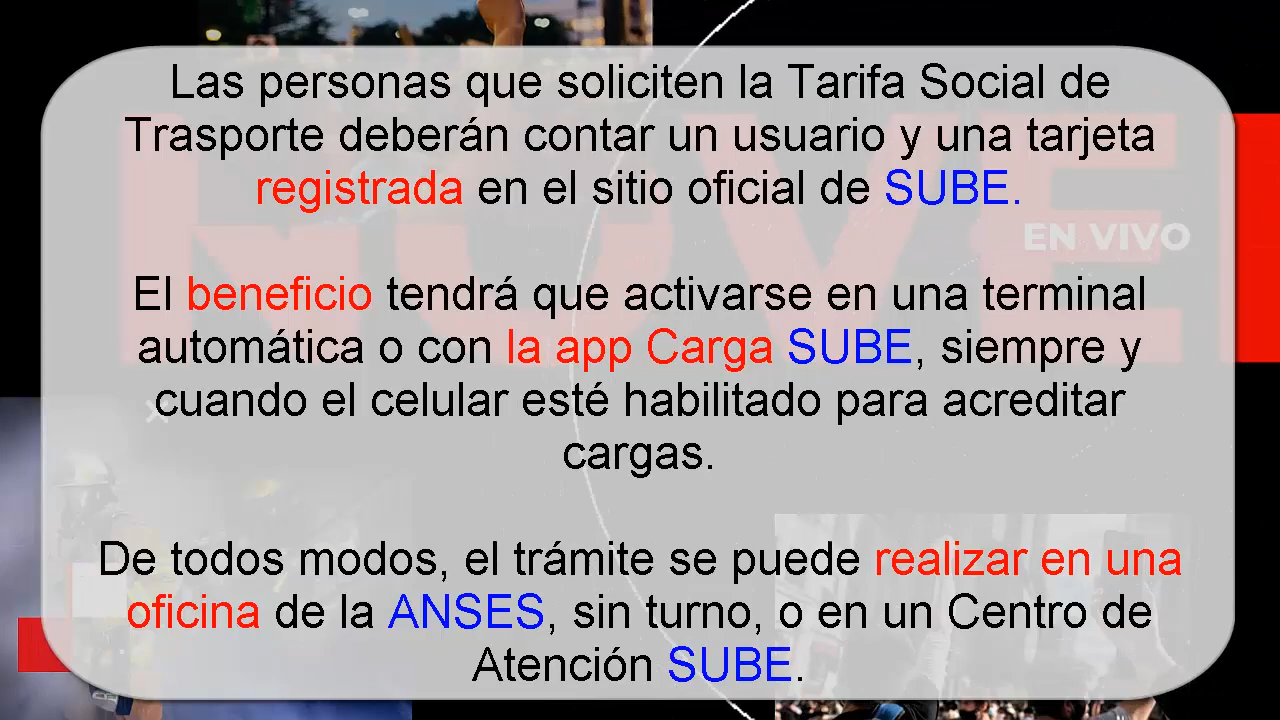 Las personas que soliciten la Tarifa Social de
Trasporte deberán contar un usuario y una tarjeta
registrada en el sitio oficial de SUBE.
EN VIVO
El beneficio tendrá que activarse en una terminal
automática o con la app Carga SUBE, siempre y
cuando el celular esté habilitado para acreditar
cargas.
De todos modos, el trámite se puede realizar en una
oficina de la ANSES, sin turno, o en un Centro de
Atención SUBE.